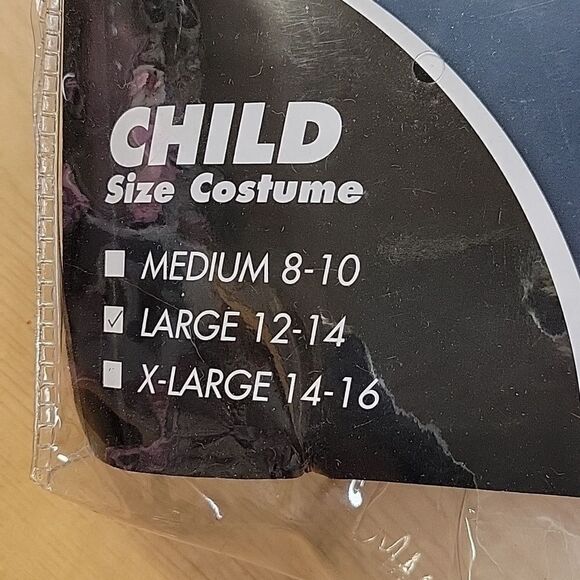 CHILD
Size Costume
MEDIUM 8-10
LARGE 12-14
X-LARGE 14-16